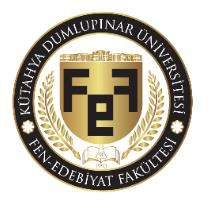 KÜTAHYA DUMLUPINAR ÜNİVERSİTESİ
FeF
FEN-EDEBİYAT FAKÜLTESİ